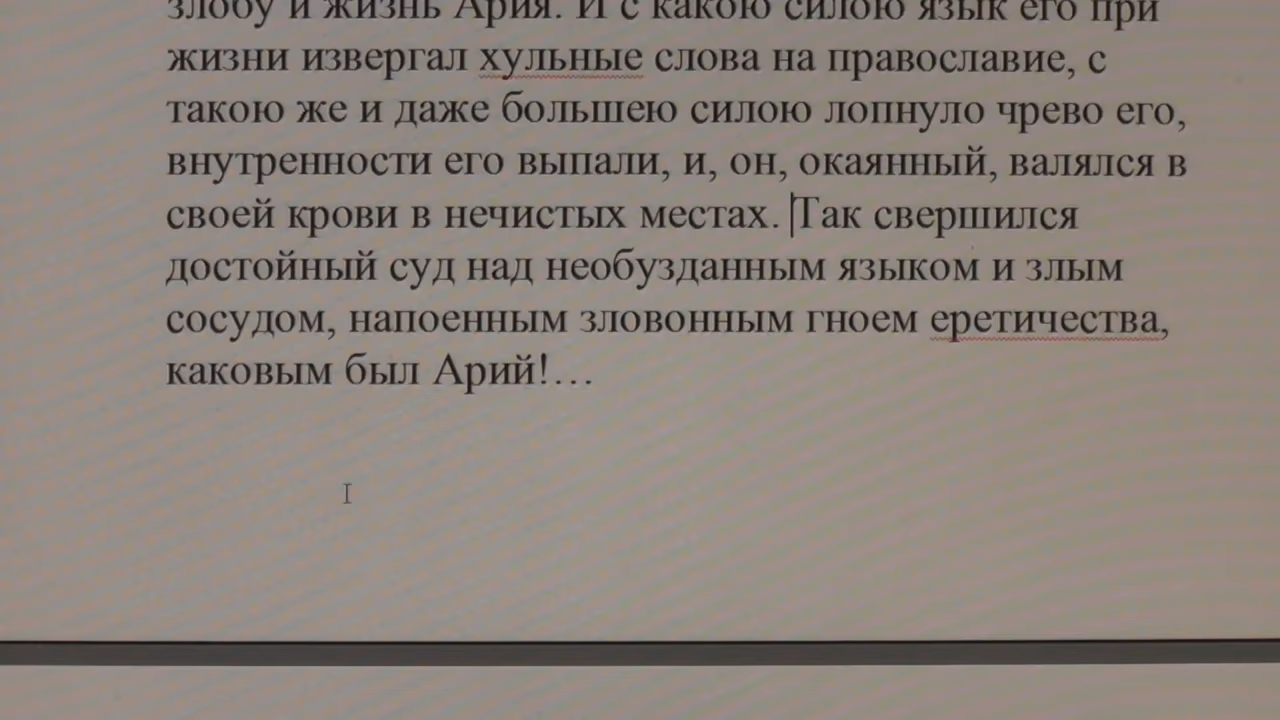 злобу и жизнь Ария. И с какою силою язык его при
жизни извергал хульные слова на православие, с
такою же и даже большею силою лопнуло чрево его,
внутренности его выпали, и, он, окаянный, валялся в
своей крови в нечистых местах. Так свершился
достойный суд над необузданным языком и злым
сосудом, напоенным зловонным гноем еретичества,
каковым был Арий!…